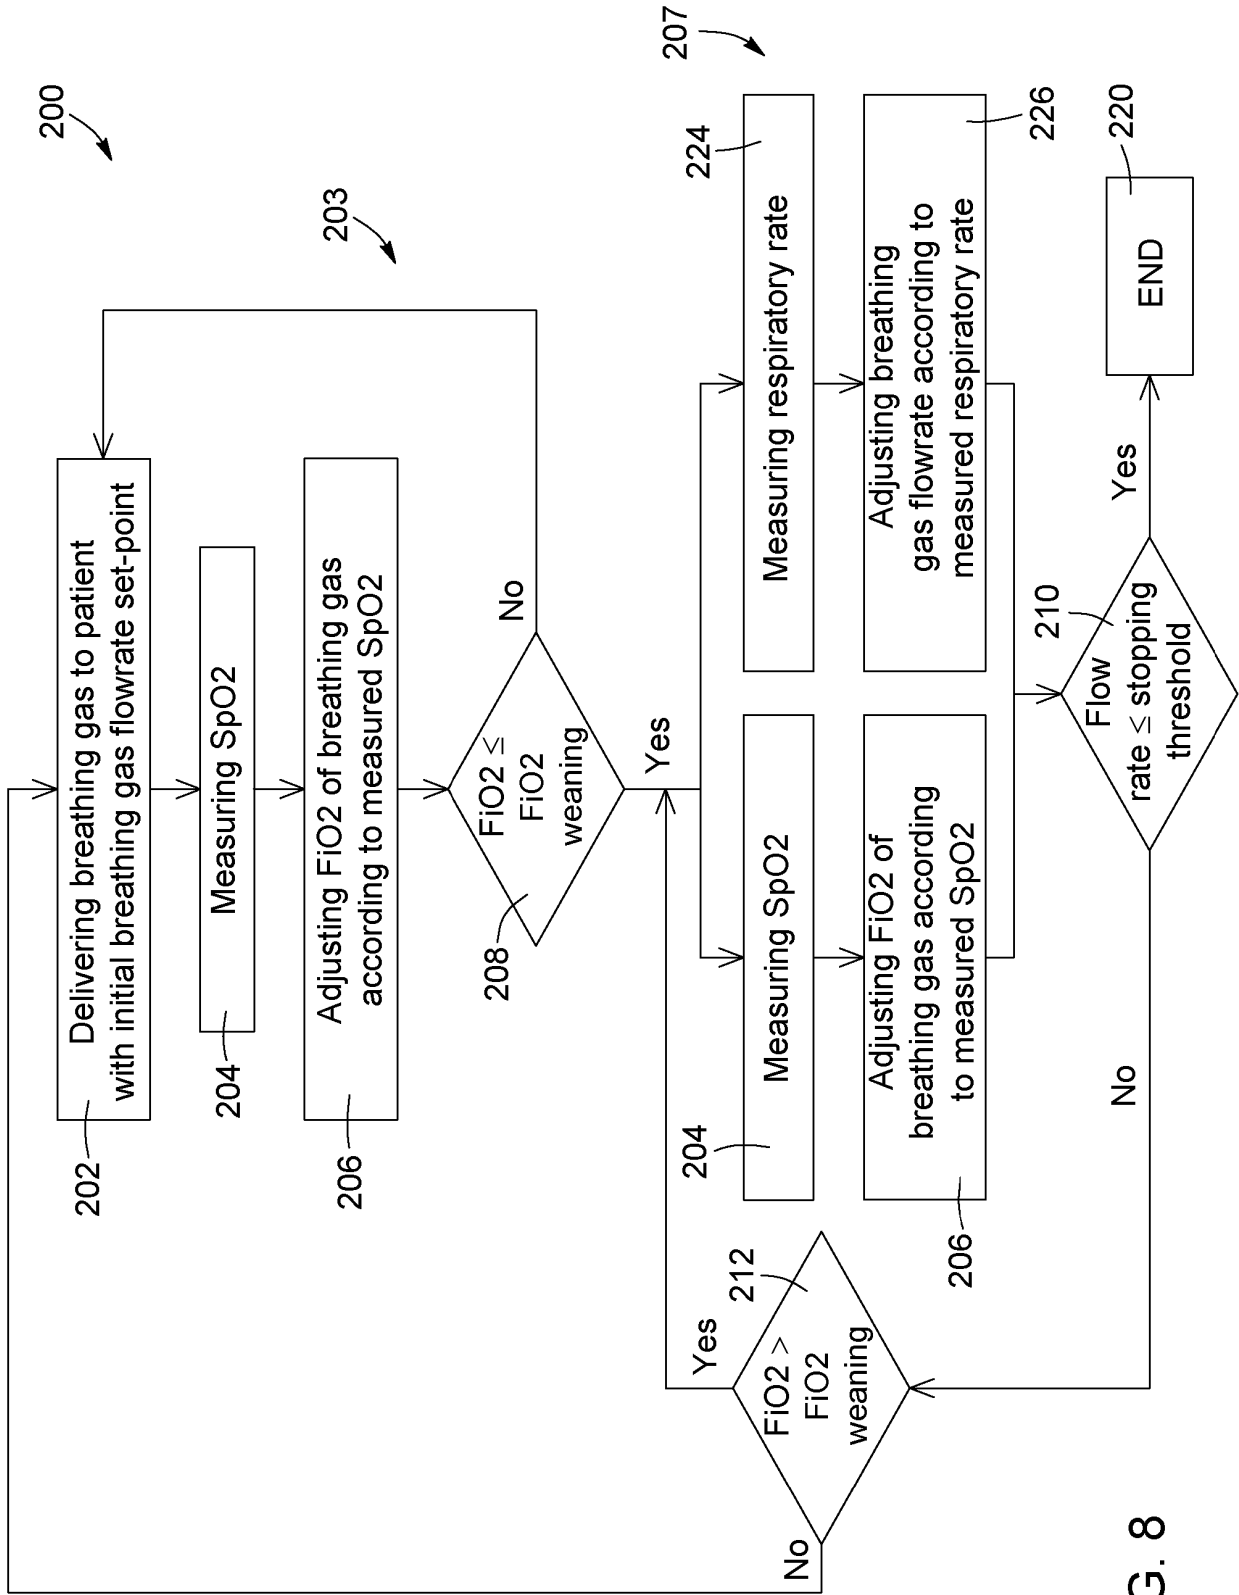 200
203
Delivering breathing gas to patient
with initial breathing gas flowrate set-point
202
Measuring SpO2
204
Adjusting FiO2 of breathing gas
according to measured SpO2
206
FiO2 ≤
FiO2
weaning
208
No
Yes
207
Measuring SpO2
204
Measuring respiratory rate
224
Adjusting FiO2 of
breathing gas according
to measured SpO2
206
Adjusting breathing
gas flowrate according to
measured respiratory rate
226
FiO2 >
FiO2
weaning
212
Yes
No
Flow
rate ≤ stopping
threshold
210
No
Yes
END
220
G. 8